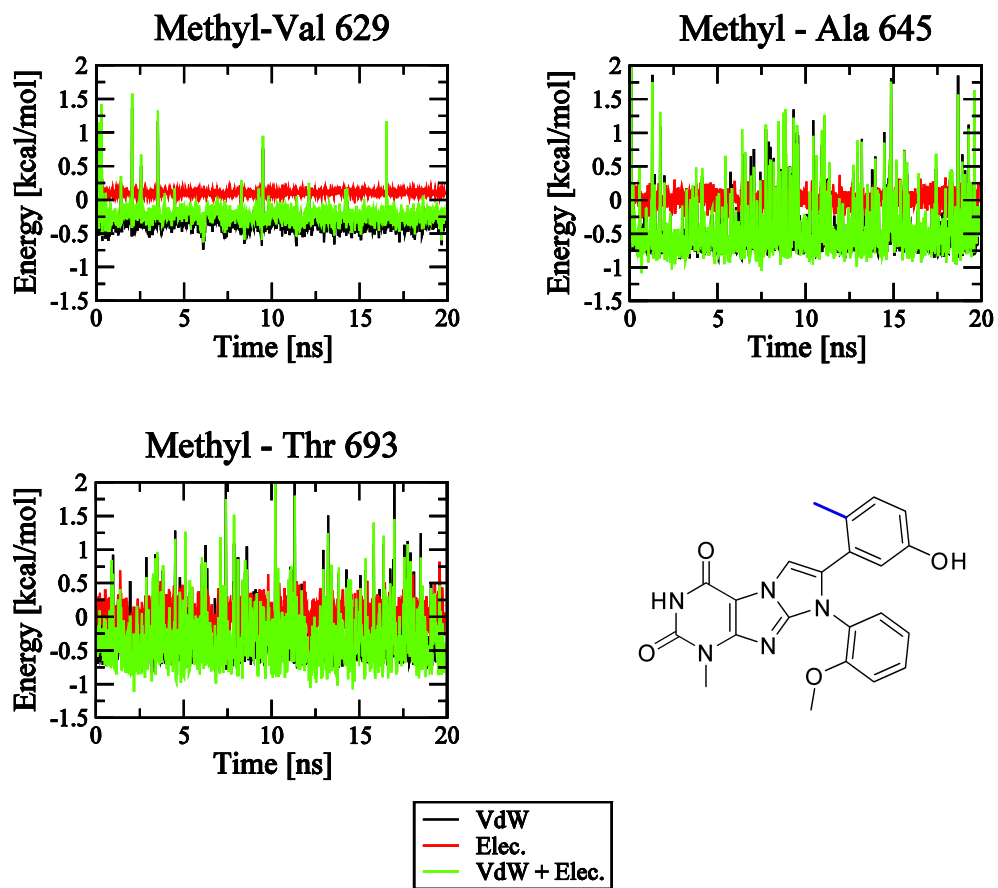 Methyl-Val 629
Energy [kcal/mol]
2
1.5
1
0.5
0
-0.5
-1
-1.5
0 5 10 15 20
Time [ns]
Methyl - Ala 645
Energy [kcal/mol]
2
1.5
1
0.5
0
-0.5
-1
-1.5
0 5 10 15 20
Time [ns]
Methyl - Thr 693
Energy [kcal/mol]
2
1.5
1
0.5
0
-0.5
-1
-1.5
0 5 10 15 20
Time [ns]
O
OH
HN
N
N
O
N
N
O
VdW
Elec.
VdW + Elec.